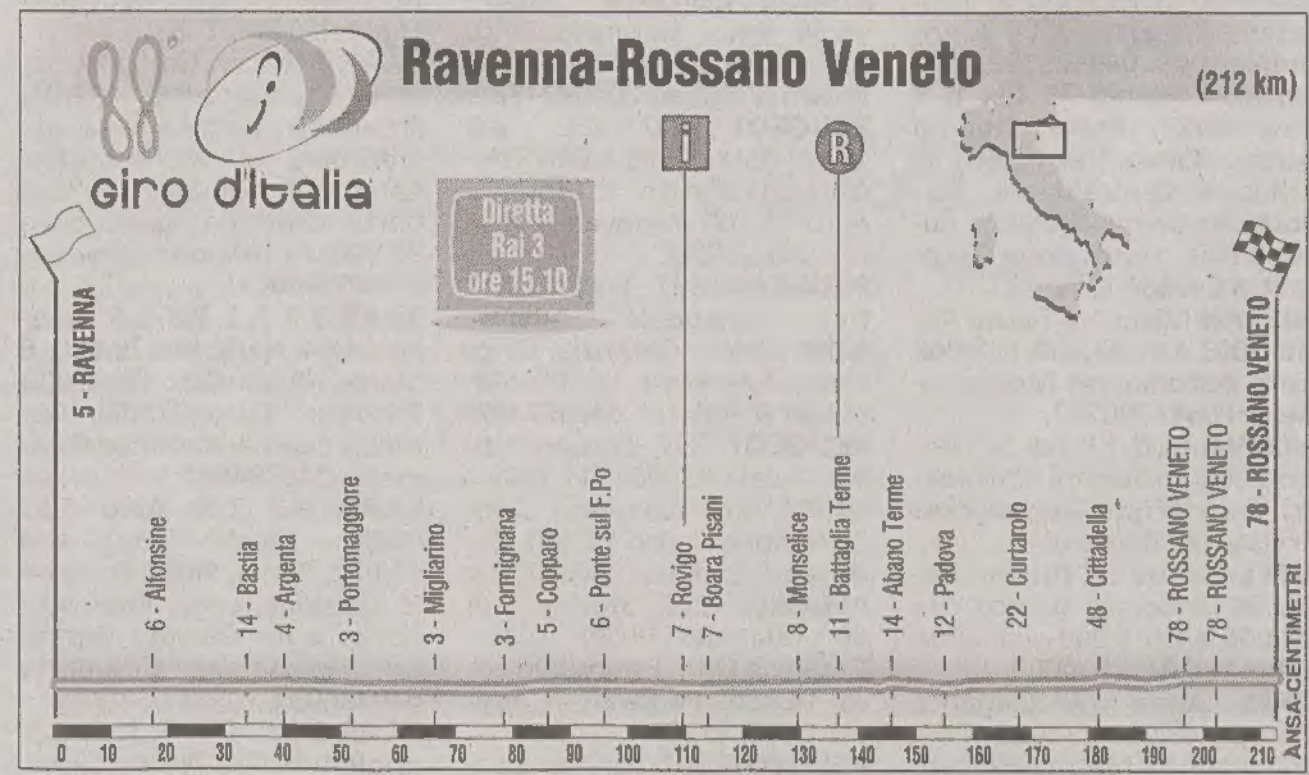 Ravenna-Rossano Veneto
(212 km)
88°
giro d'italia
i
R
Diretta
Rai 3
ore 15.10
5 - RAVENNA
6 - Alfonsine
14 - Bastia
4 - Argenta
3 - Portomaggiore
3 - Migliarino
3 - Formignana
5 - Copparo
6 - Ponte sul F.Po
7 - Rovigo
7 - Boara Pisani
8 - Monselice
11 - Battaglia Terme
14 - Abano Terme
12 - Padova
22 - Curtarolo
48 - Cittadella
78 - ROSSANO VENETO
78 - ROSSANO VENETO
78 - ROSSANO VENETO
0 10 20 30 40 50 60 70 80 90 100 110 120 130 140 150 160 170 180 190 200 210
ANSA-CENTIMETRI